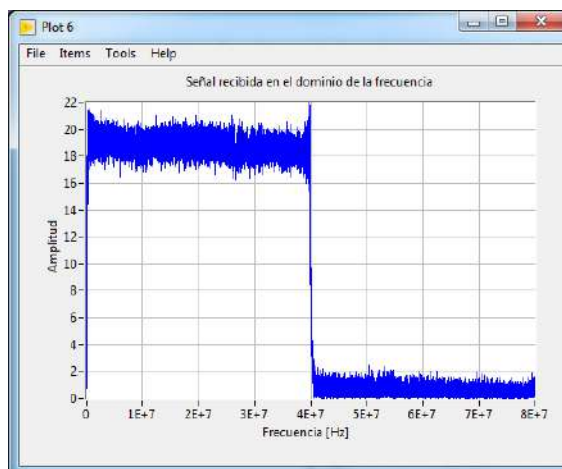 Plot 6
File Items Tools Help
Señal recibida en el dominio de la frecuencia
22
20
18
16
14
12
10
8
6
4
2
0
Amplitud
0 1E+7 2E+7 3E+7 4E+7 5E+7 6E+7 7E+7 8E+7
Frecuencia [Hz]